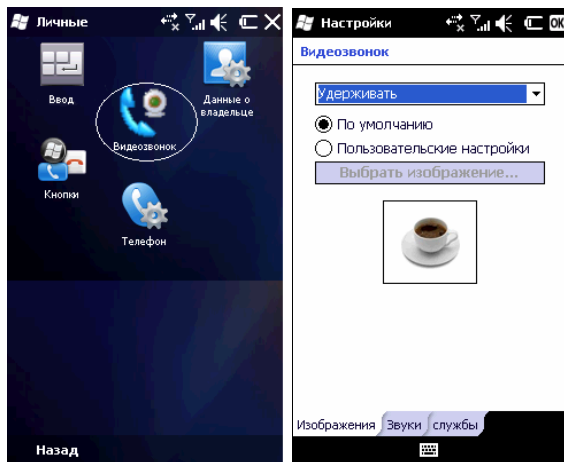 Личные
Ввод
Видеозвонок
Данные о
владельце
Кнопки
Телефон
Назад
Настройки
OK
Видеозвонок
Удерживать
По умолчанию
Пользовательские настройки
Выбрать изображение...
Изображения Звуки службы